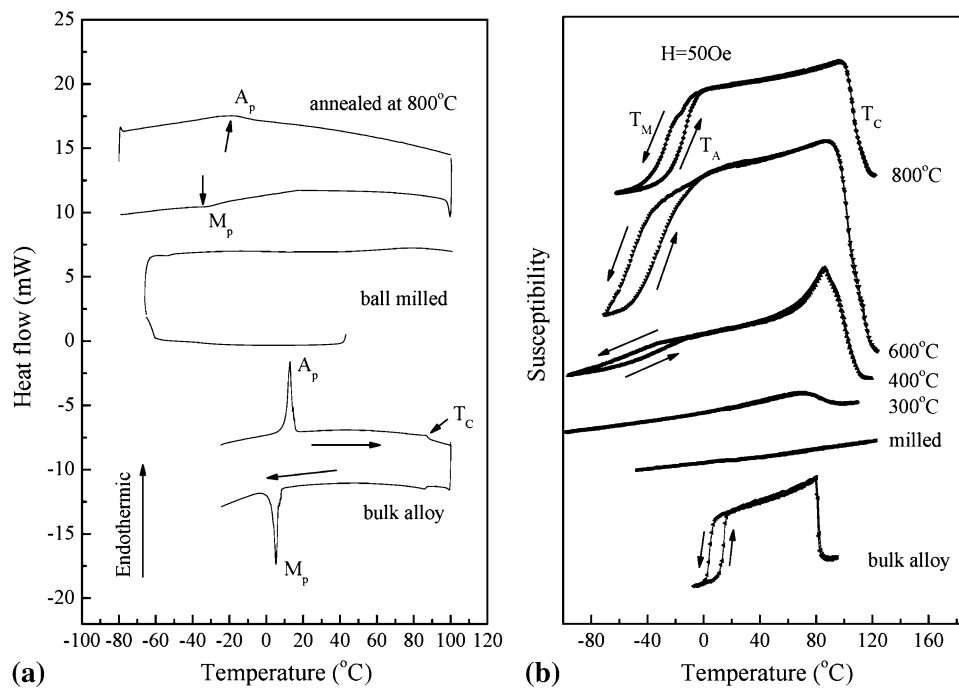 25
20
15
10
5
0
-5
-10
-15
-20
Heat flow (mW)
A_p
annealed at 800°C
M_p
ball milled
A_p
T_C
bulk alloy
M_p
Endothermic
-100 -80 -60 -40 -20 0 20 40 60 80 100 120
Temperature (°C)
(a)
H=50Oe
T_M
T_A
T_C
800°C
600°C
400°C
300°C
milled
bulk alloy
Susceptibility
-80 -40 0 40 80 120 160
Temperature (°C)
(b)